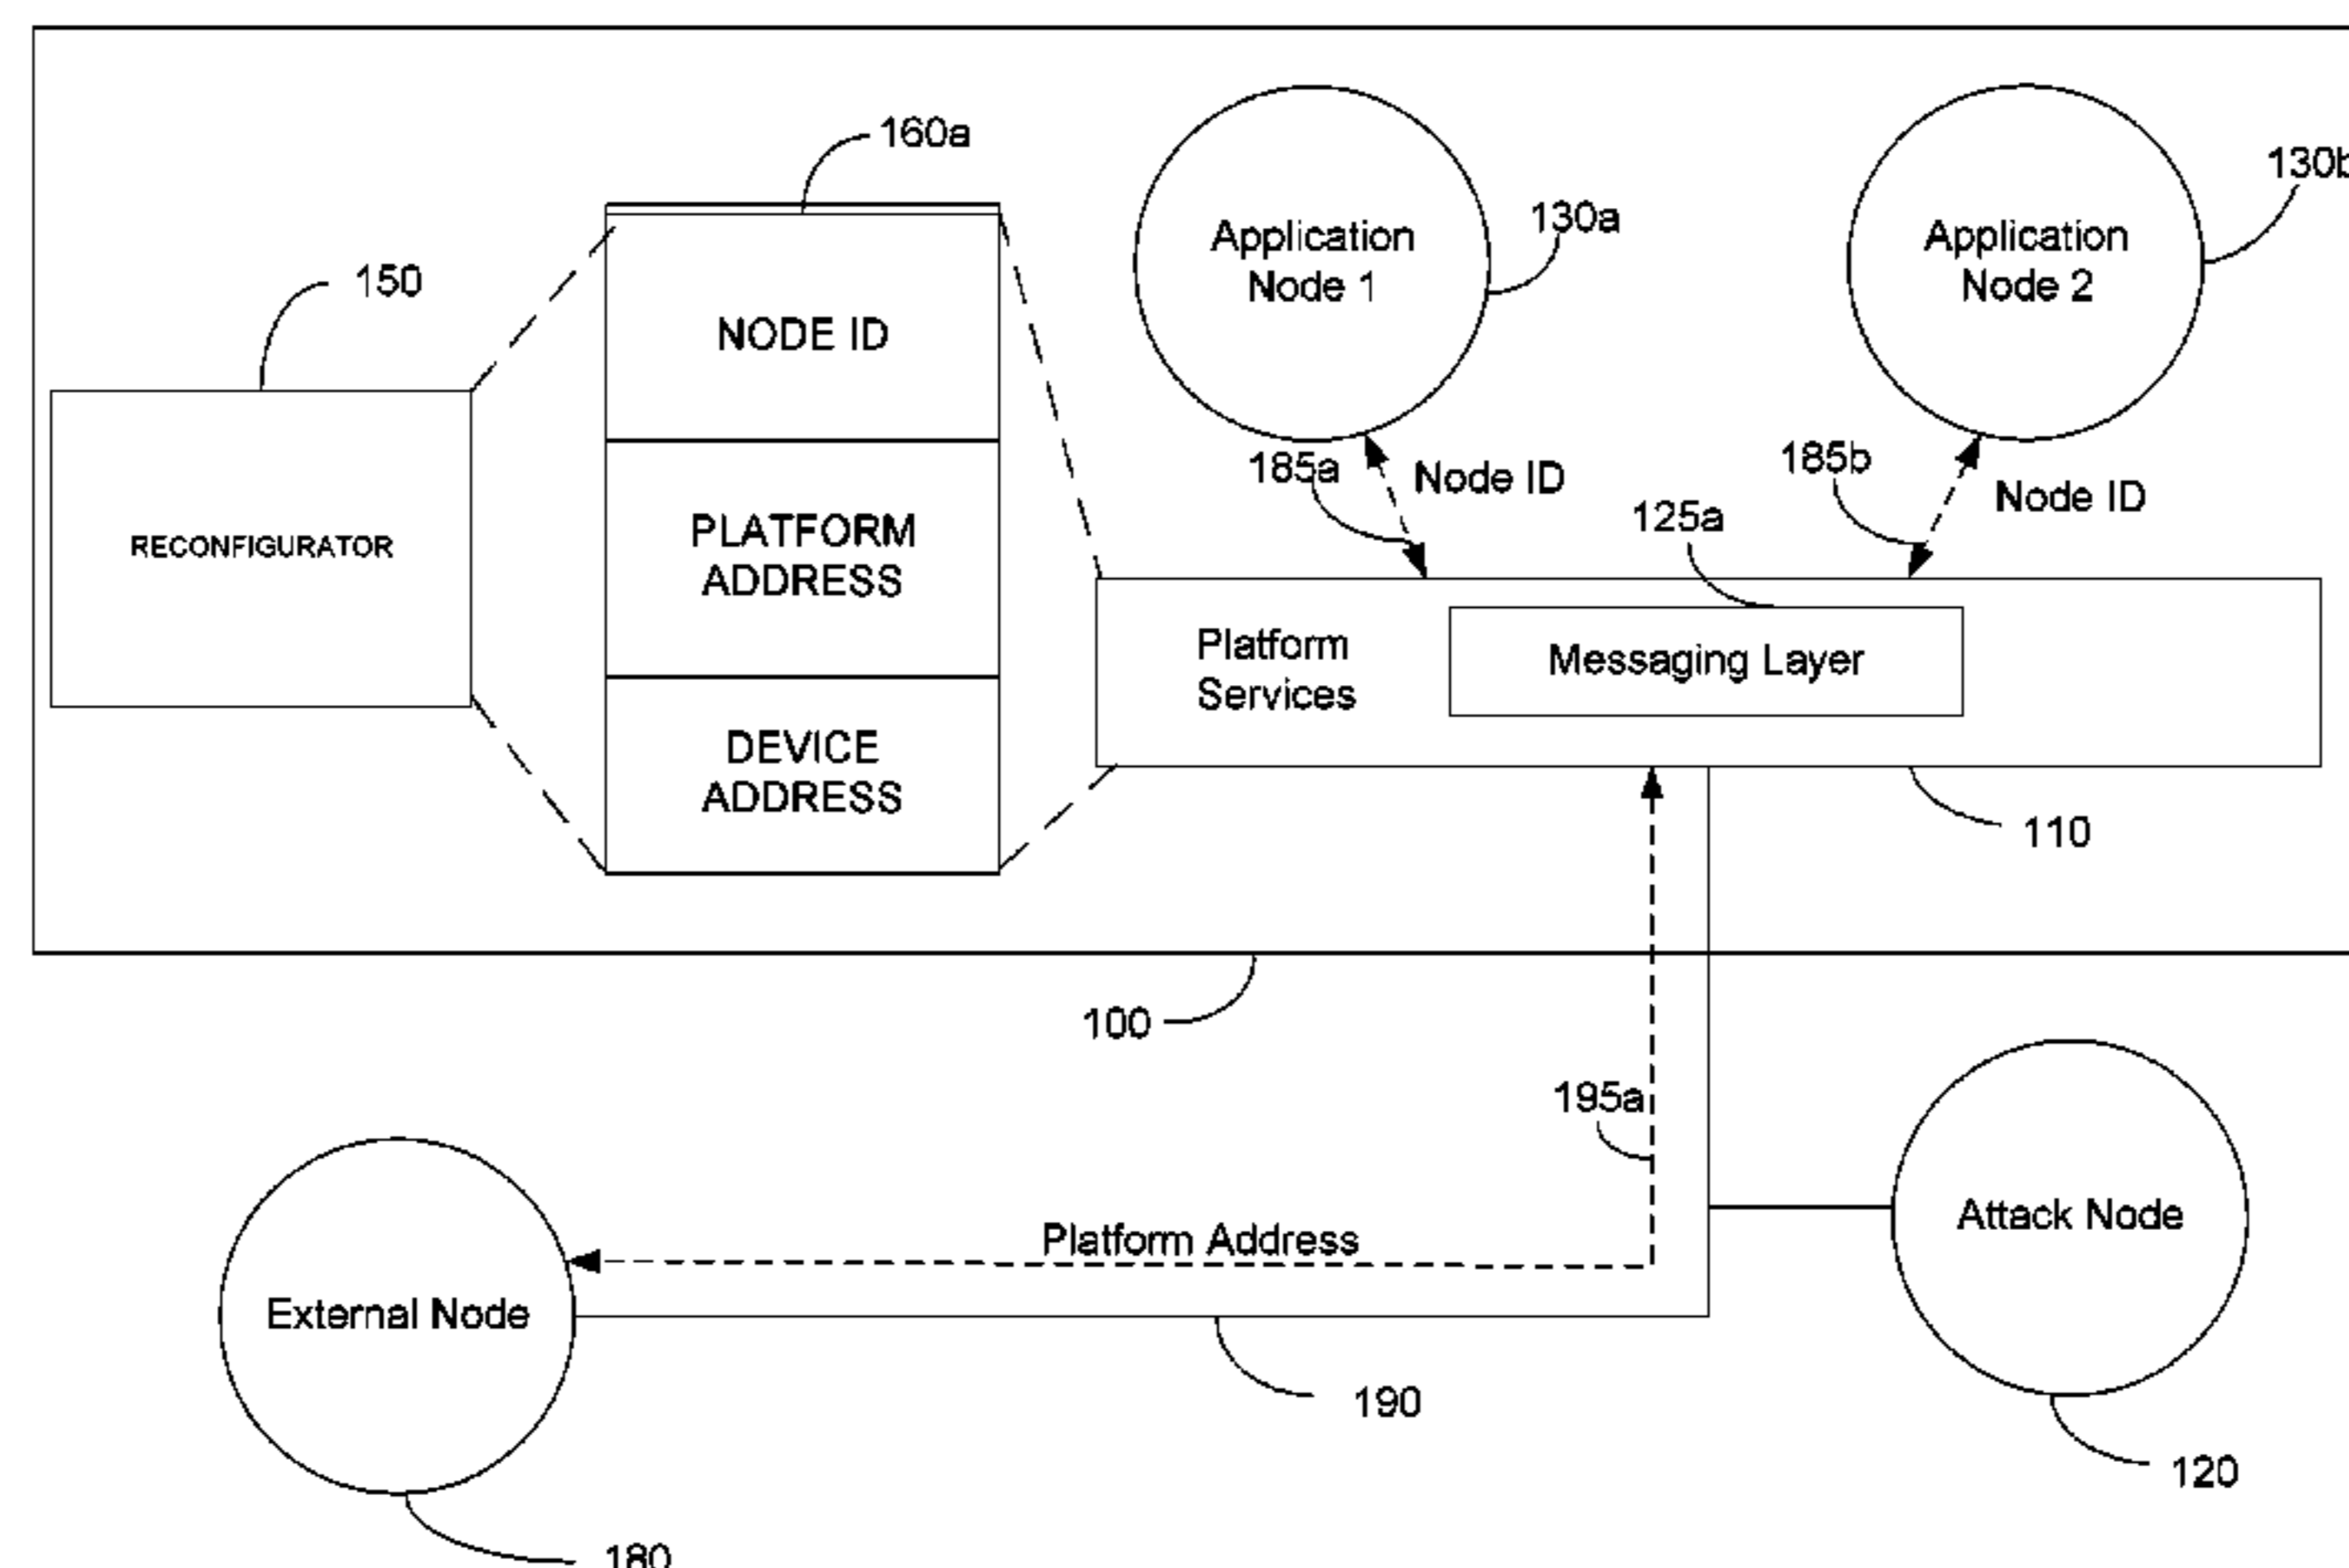 160a
130b
130a
Application
Node 1
Application
Node 2
150
NODE ID
185a
Node ID
185b
Node ID
125a
RECONFIGURATOR
PLATFORM
ADDRESS
Platform
Services
Messaging Layer
DEVICE
ADDRESS
110
100
195a
Platform Address
Attack Node
External Node
190
120
180